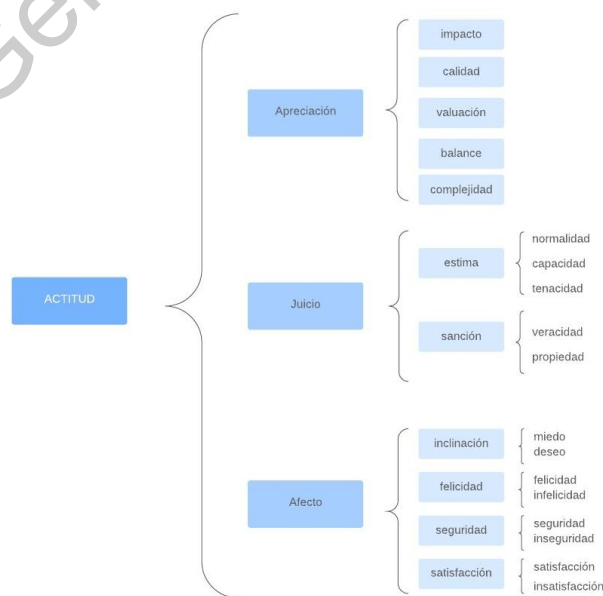 ACTITUD
Apreciación
impacto
calidad
valuación
balance
complejidad
Juicio
estima
normalidad
capacidad
tenacidad
sanción
veracidad
propiedad
Afecto
inclinación
miedo
deseo
felicidad
felicidad
infelicidad
seguridad
seguridad
inseguridad
satisfacción
satisfacción
insatisfacción